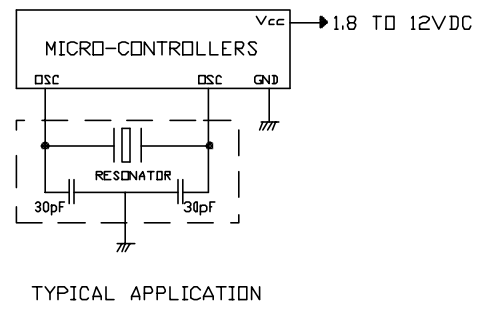 Vcc
1.8 TO 12VDC
MICRO-CONTROLLERS
OSC OSC GND
RESONATOR
30pF 30pF
TYPICAL APPLICATION